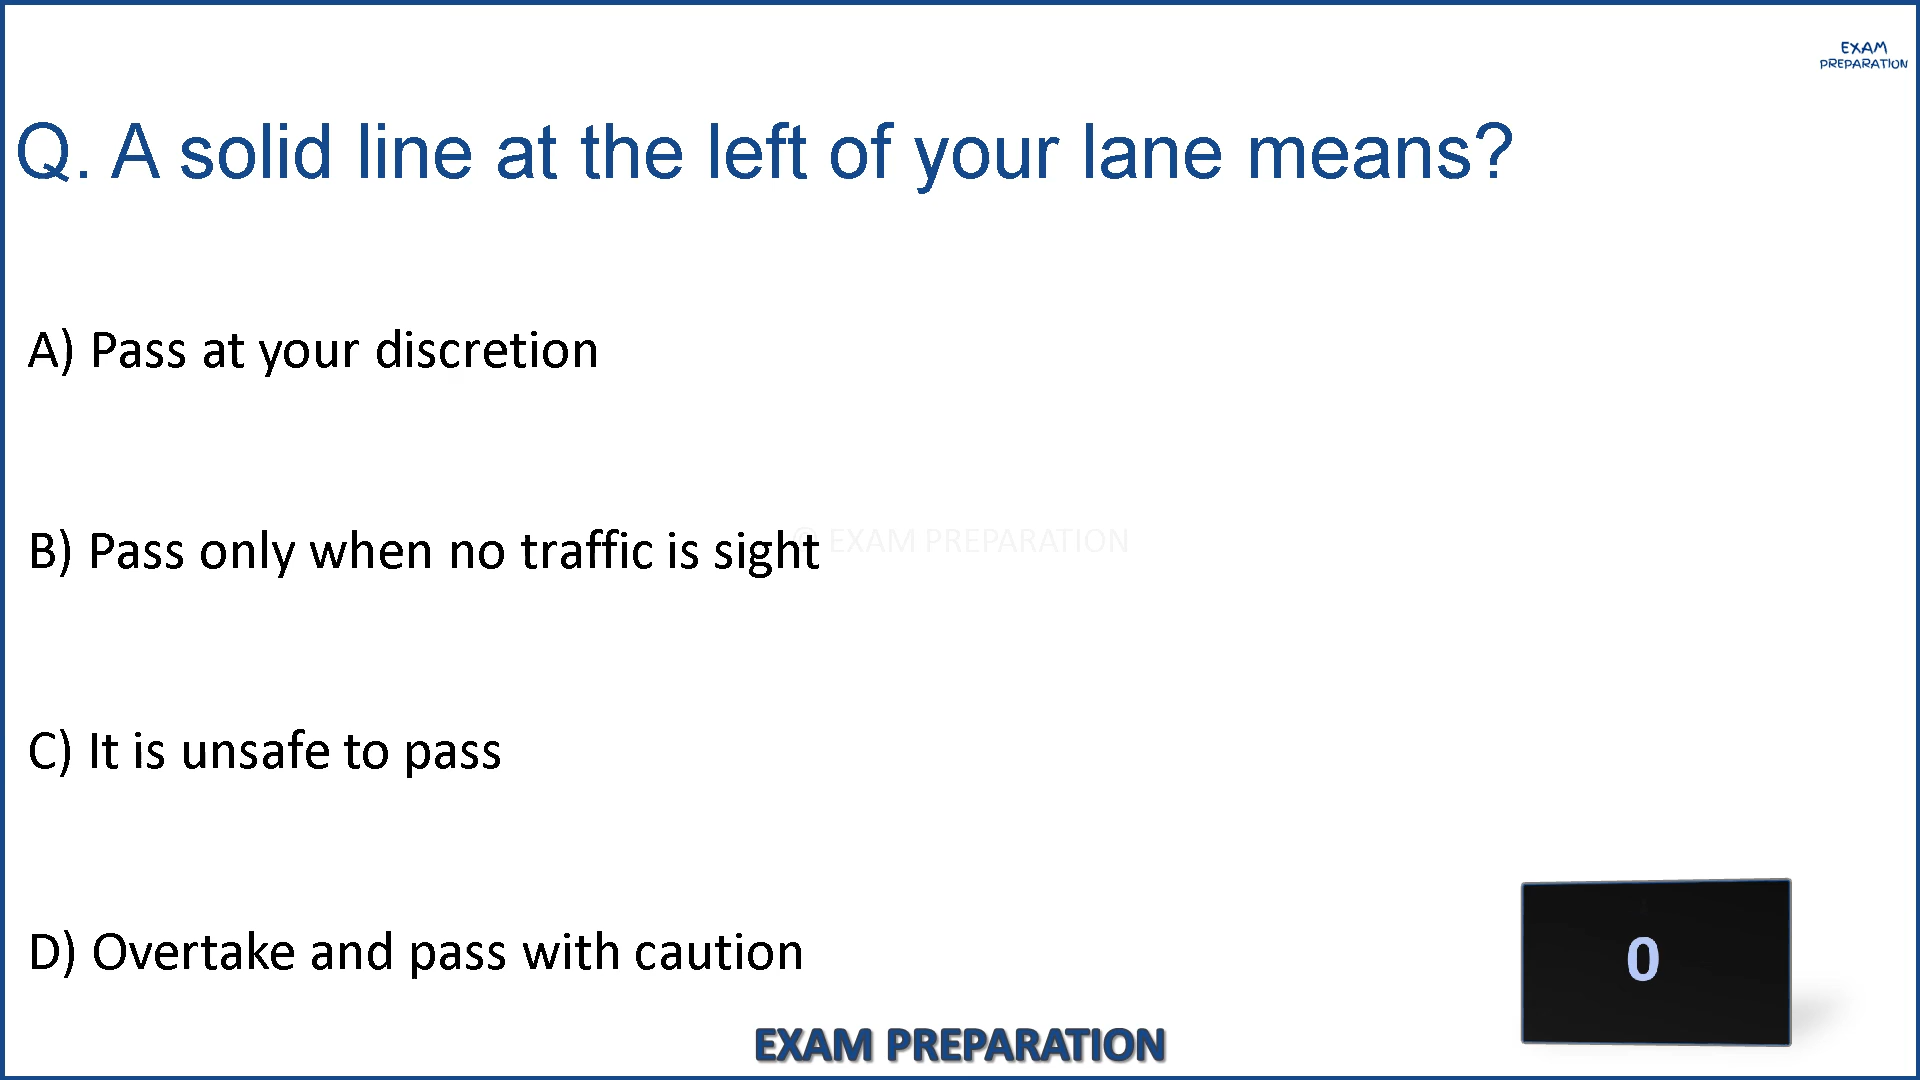 EXAM
PREPARATION
Q. A solid line at the left of your lane means?
A) Pass at your discretion
B) Pass only when no traffic is sight
© EXAM PREPARATION
C) It is unsafe to pass
D) Overtake and pass with caution
0
EXAM PREPARATION